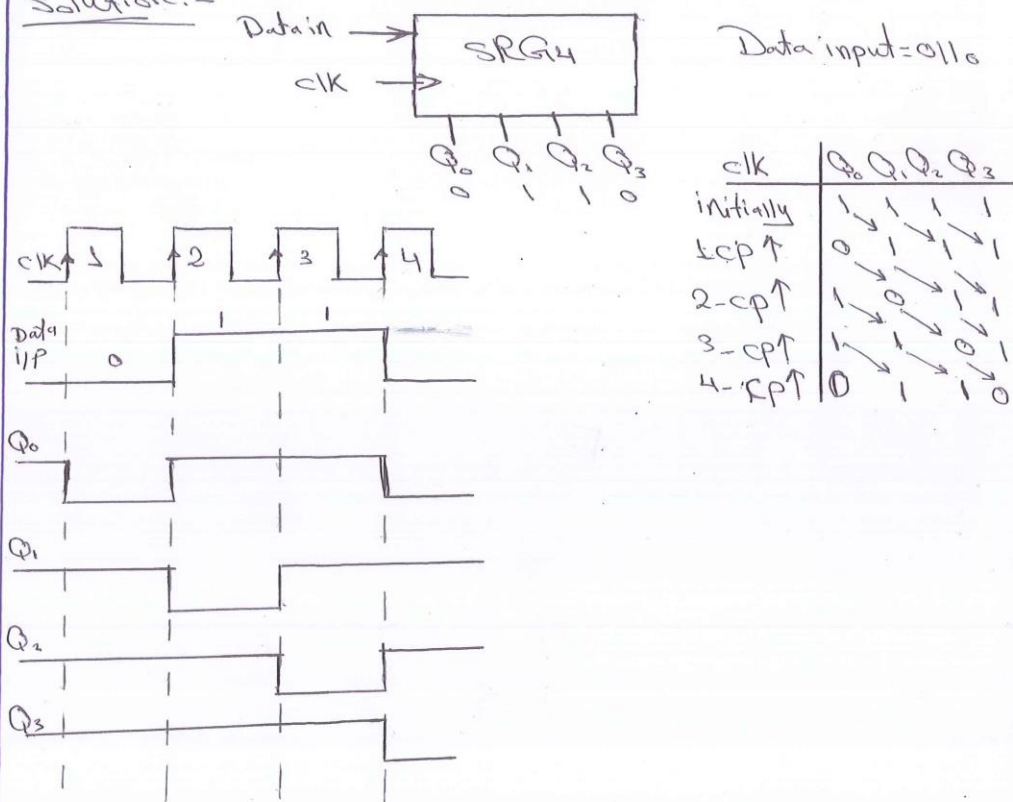 Solution:-
Data in
clk
SRG4
Data input=0110
Q0 Q1 Q2 Q3
0 1 1 0
clk Q0 Q1 Q2 Q3
initially 1 1 1 1
1-cp↑ 0 1 1 1
2-cp↑ 1 0 1 1
3-cp↑ 1 1 0 1
4-cp↑ 0 1 1 0
clk 1 2 3 4
Data i/p 0 1 1
Q0
Q1
Q2
Q3